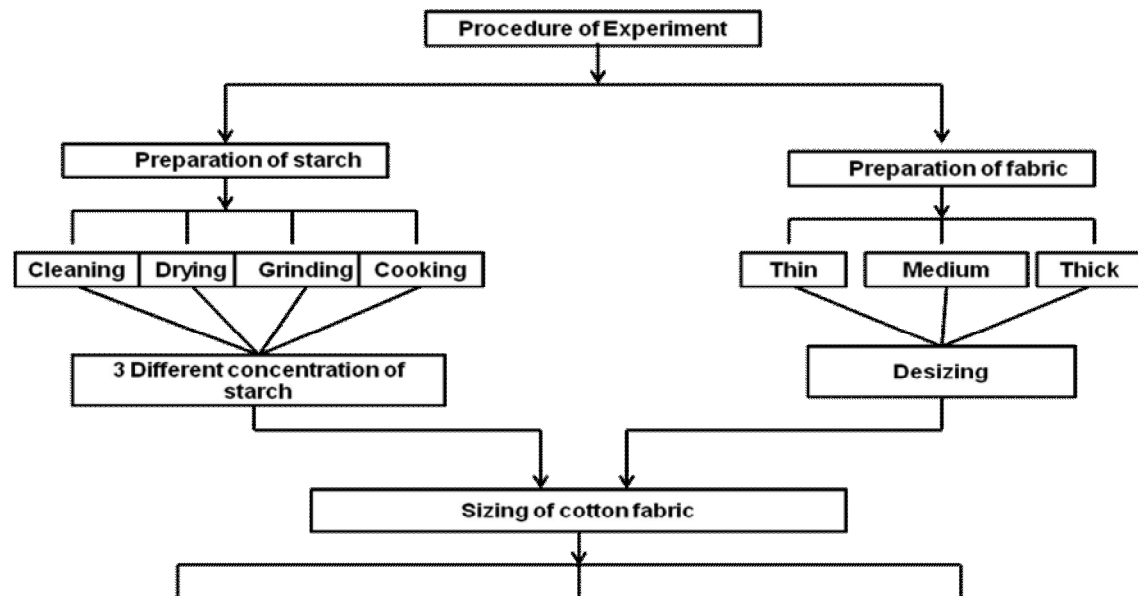 Procedure of Experiment
Preparation of starch
Preparation of fabric
Cleaning
Drying
Grinding
Cooking
Thin
Medium
Thick
3 Different concentration of
starch
Desizing
Sizing of cotton fabric